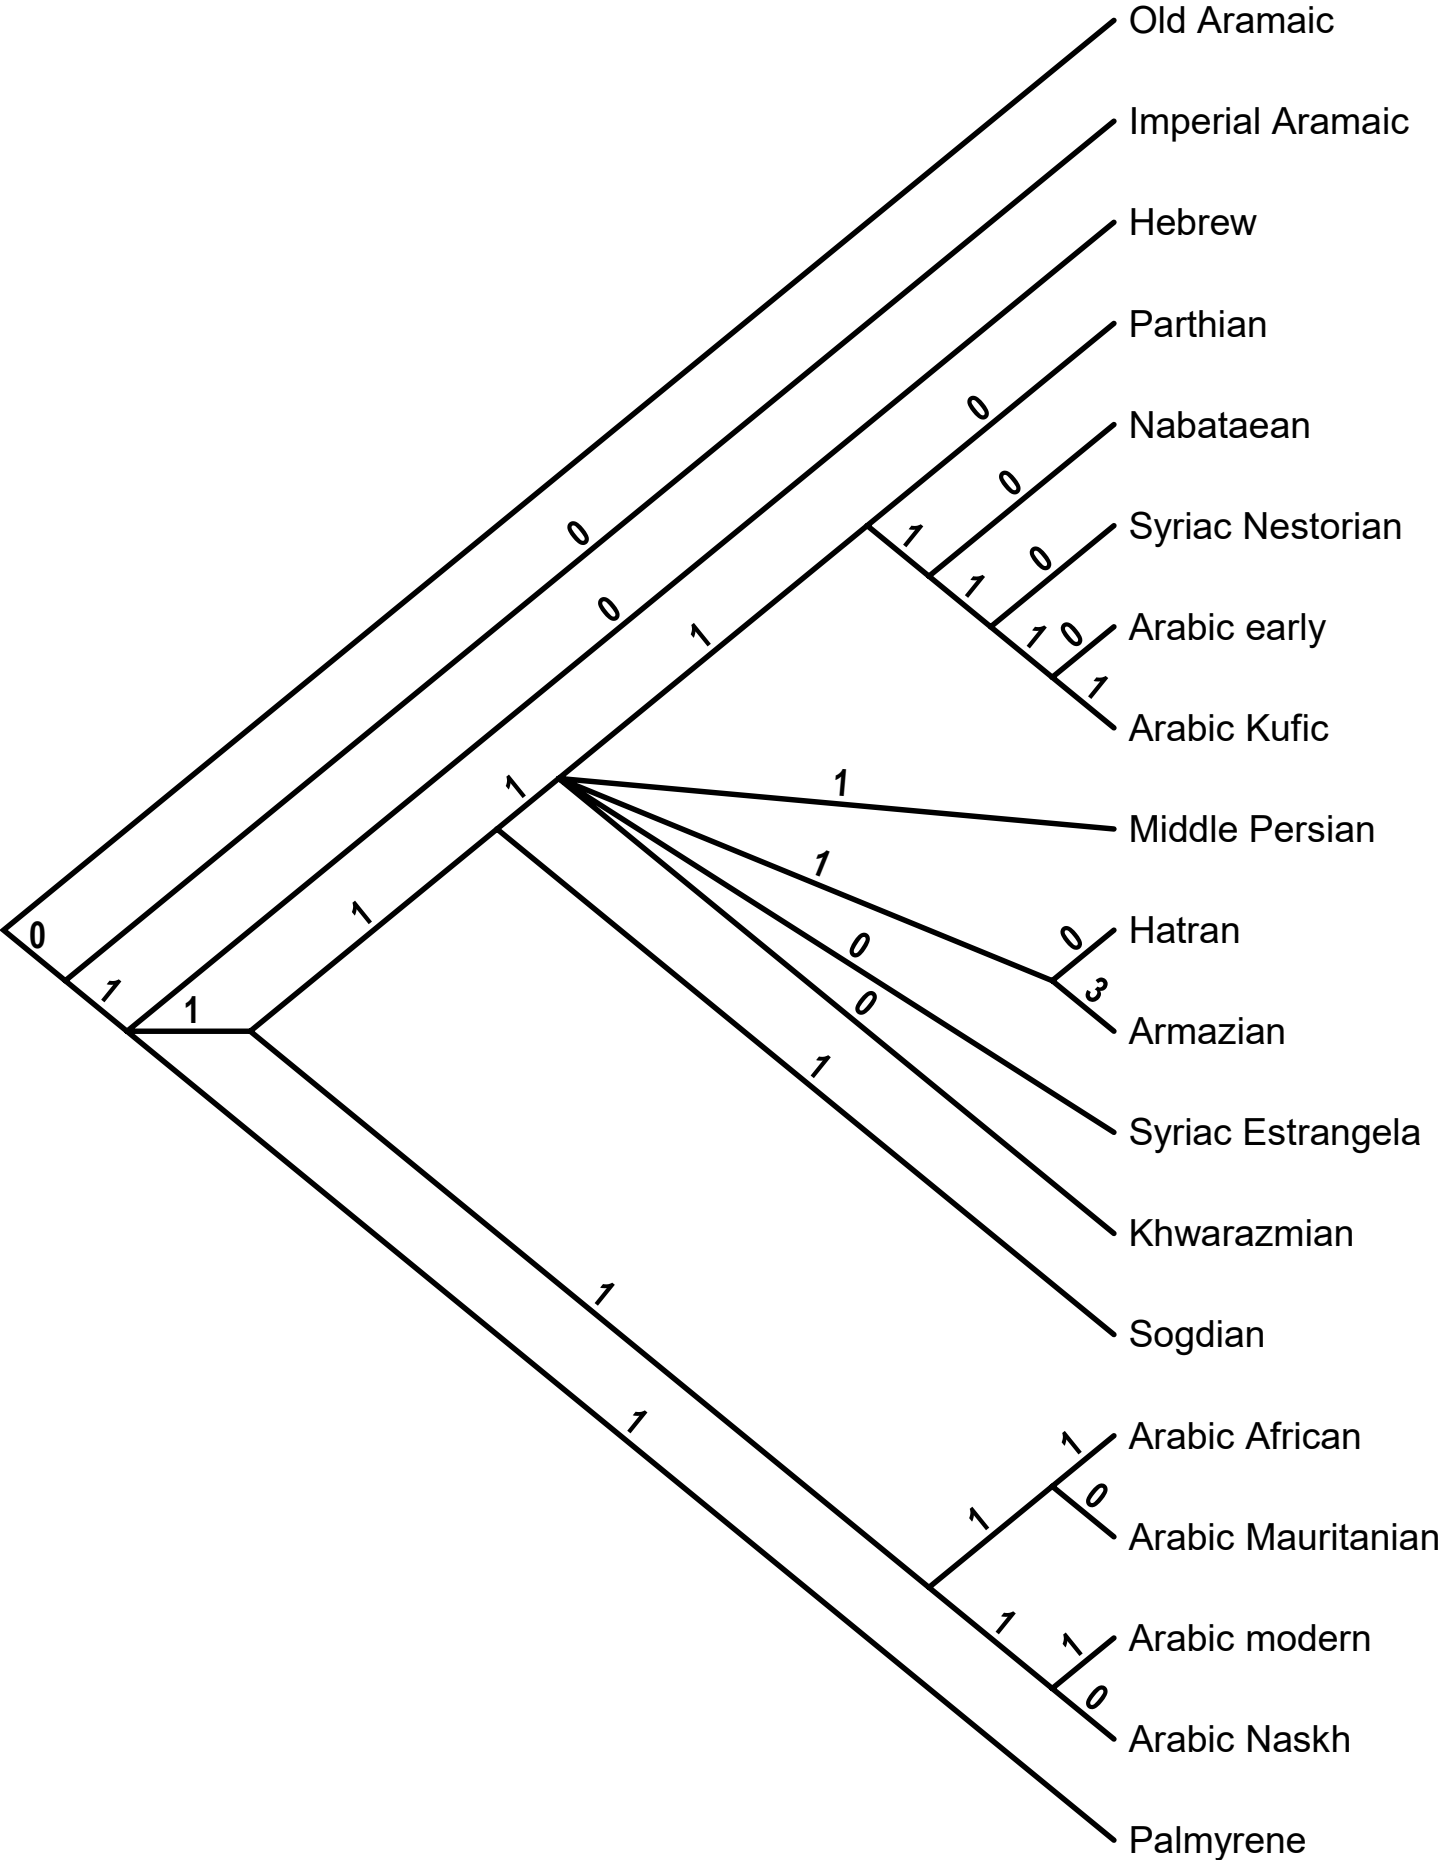 Old Aramaic
Imperial Aramaic
Hebrew
Parthian
0
Nabataean
0
0
Syriac Nestorian
1
0
0
1
0
Arabic early
1
0
1
1
Arabic Kufic
1
1
Middle Persian
1
1
0
Hatran
0
0
1
3
0
1
Armazian
1
Syriac Estrangela
Khwarazmian
1
Sogdian
1
1
Arabic African
0
1
Arabic Mauritanian
1
1
Arabic modern
0
Arabic Naskh
Palmyrene